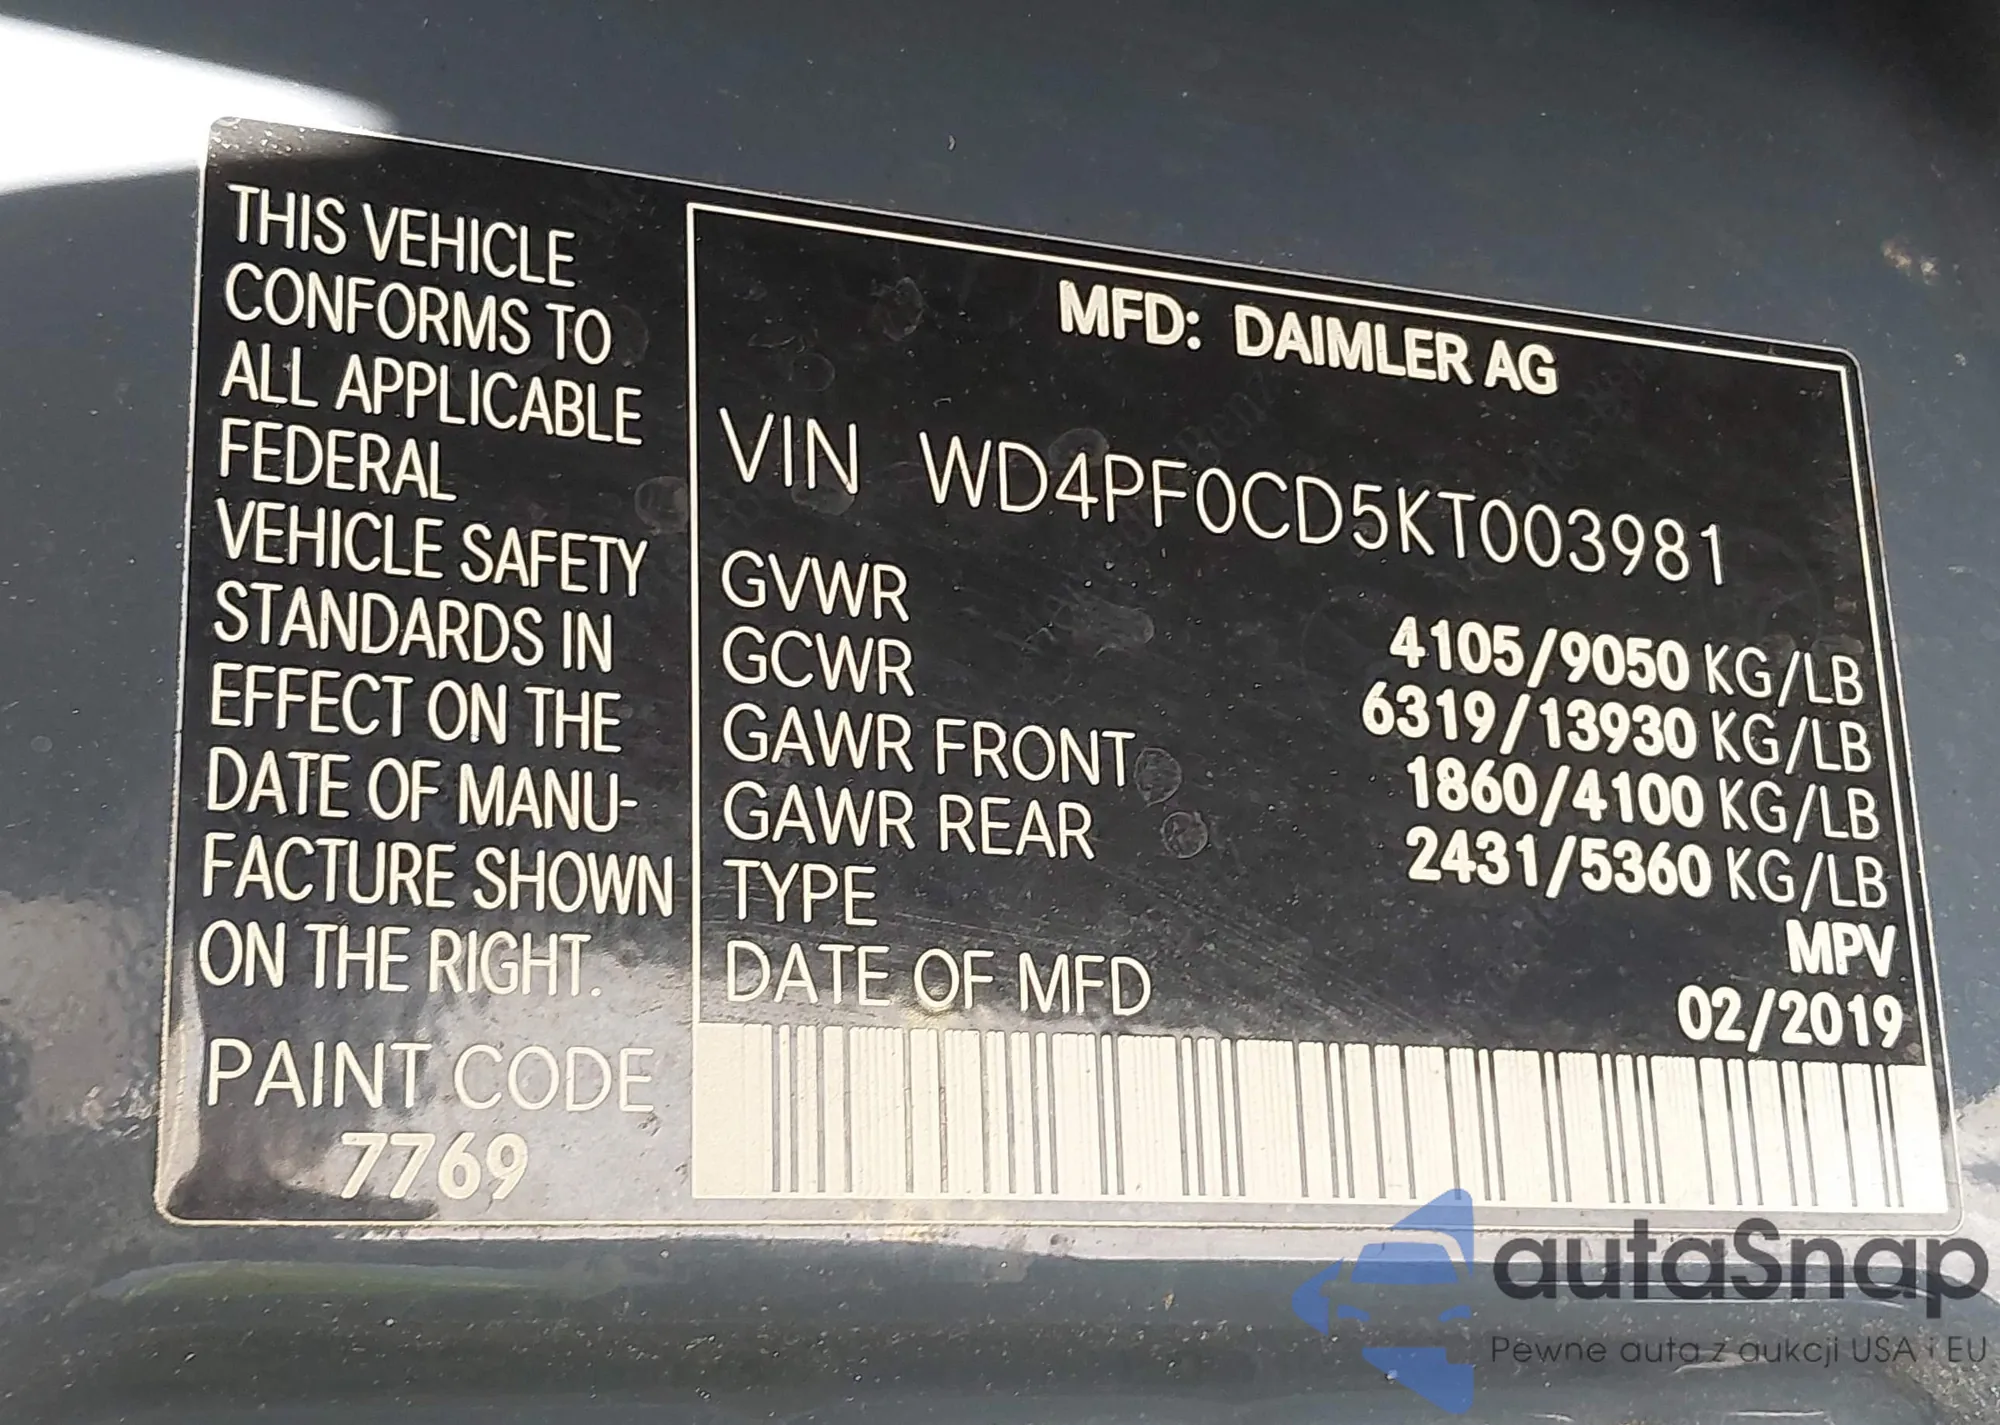 THIS VEHICLE
CONFORMS TO
ALL APPLICABLE
FEDERAL
VEHICLE SAFETY
STANDARDS IN
EFFECT ON THE
DATE OF MANU-
FACTURE SHOWN
ON THE RIGHT.
PAINT CODE
7769
MFD: DAIMLER AG
VIN WD4PF0CD5KT003981
GVWR 4105/9050 KG/LB
GCWR 6319/13930 KG/LB
GAWR FRONT 1860/4100 KG/LB
GAWR REAR 2431/5360 KG/LB
TYPE MPV
DATE OF MFD 02/2019
autaSnap
Pewne auta z aukcji USA i EU